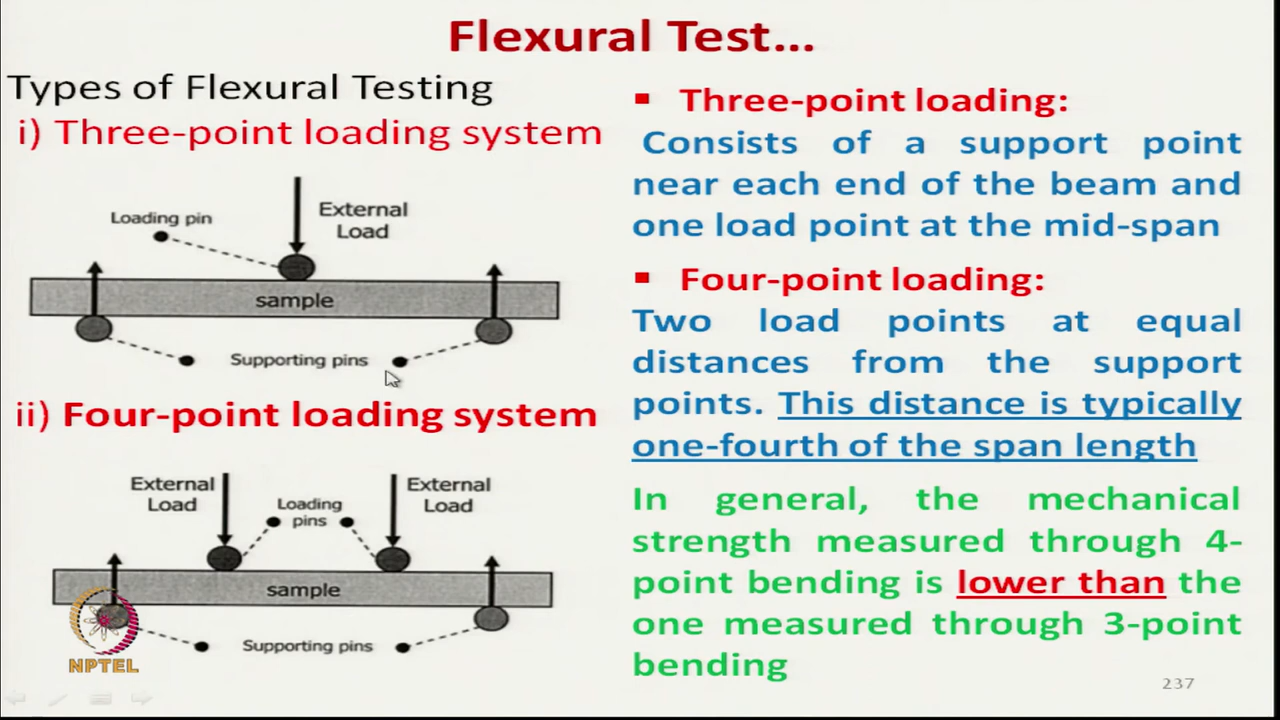 Flexural Test...
Types of Flexural Testing
i) Three-point loading system
Loading pin
External
Load
sample
Supporting pins
ii) Four-point loading system
External
Load
Loading
pins
External
Load
sample
Supporting pins
NPTEL
▪ Three-point loading:
Consists of a support point
near each end of the beam and
one load point at the mid-span
▪ Four-point loading:
Two load points at equal
distances from the support
points. This distance is typically
one-fourth of the span length
In general, the mechanical
strength measured through 4-
point bending is lower than the
one measured through 3-point
bending
237